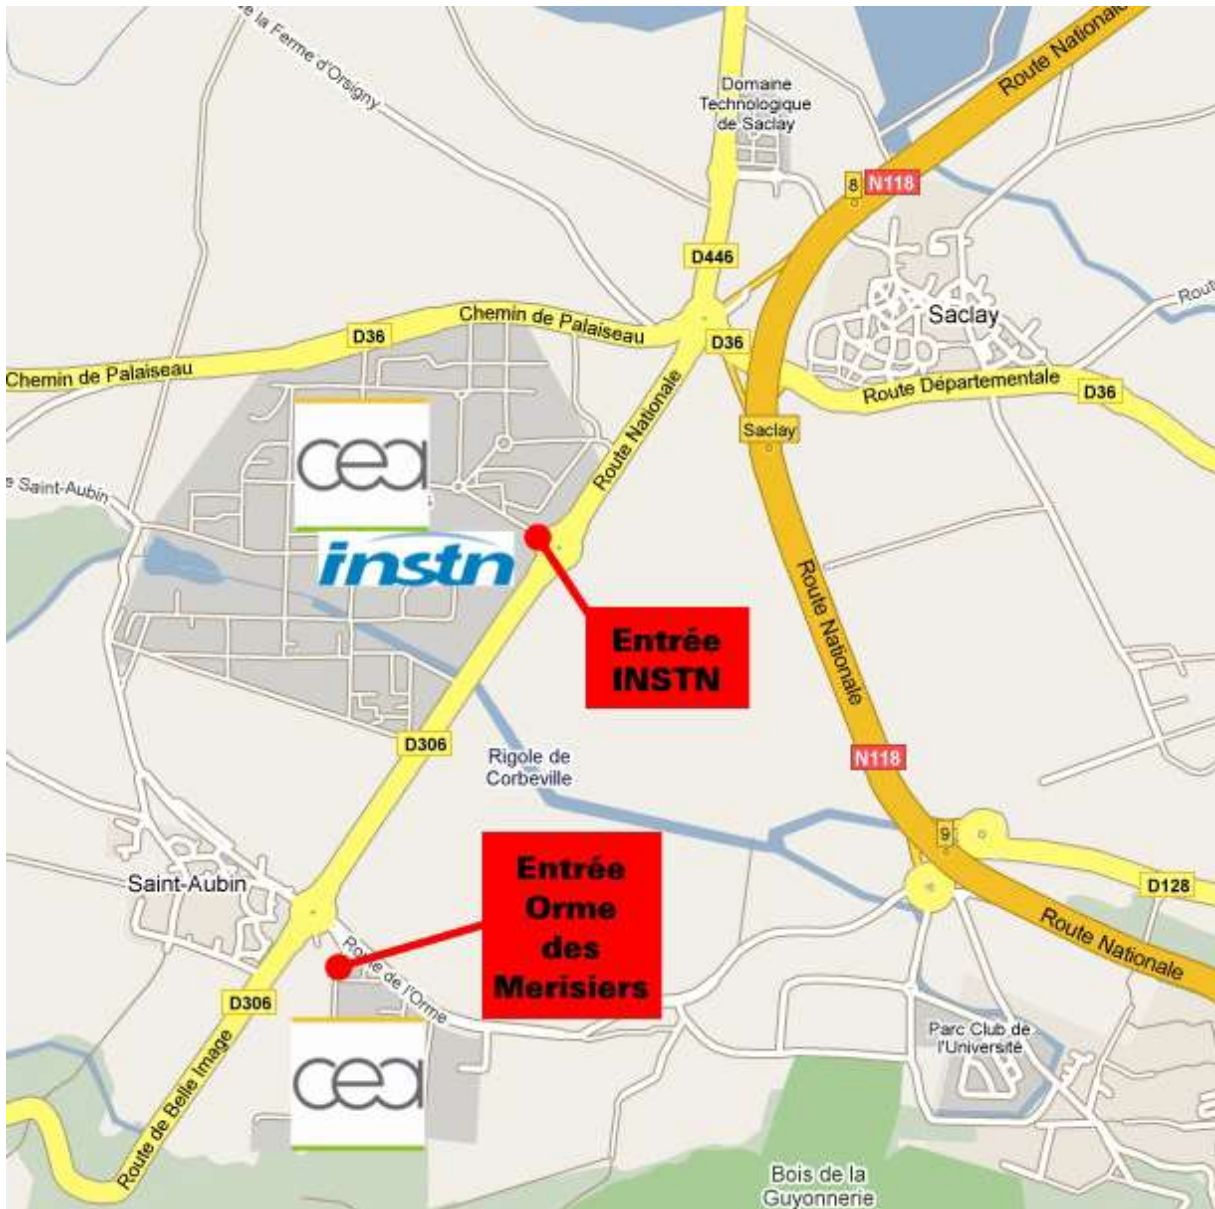 de la Ferme d'Orsigny
Route Nationale
Domaine
Technologique
de Saclay
8
N118
D446
Route
Saclay
Chemin de Palaiseau
D36
D36
Chemin de Palaiseau
Route Départementale
D36
Route Nationale
Saclay
cea
s
e Saint-Aubin
instn
Route Nationale
Entrée
INSTN
D306
Rigole de
Corbeville
N118
9
Entrée
Orme
des
Merisiers
Saint-Aubin
D128
Route Nationale
Route de l'Orme
D306
Parc Club de
l'Université
cea
Route de Belle Image
Bois de la
Guyonnerie